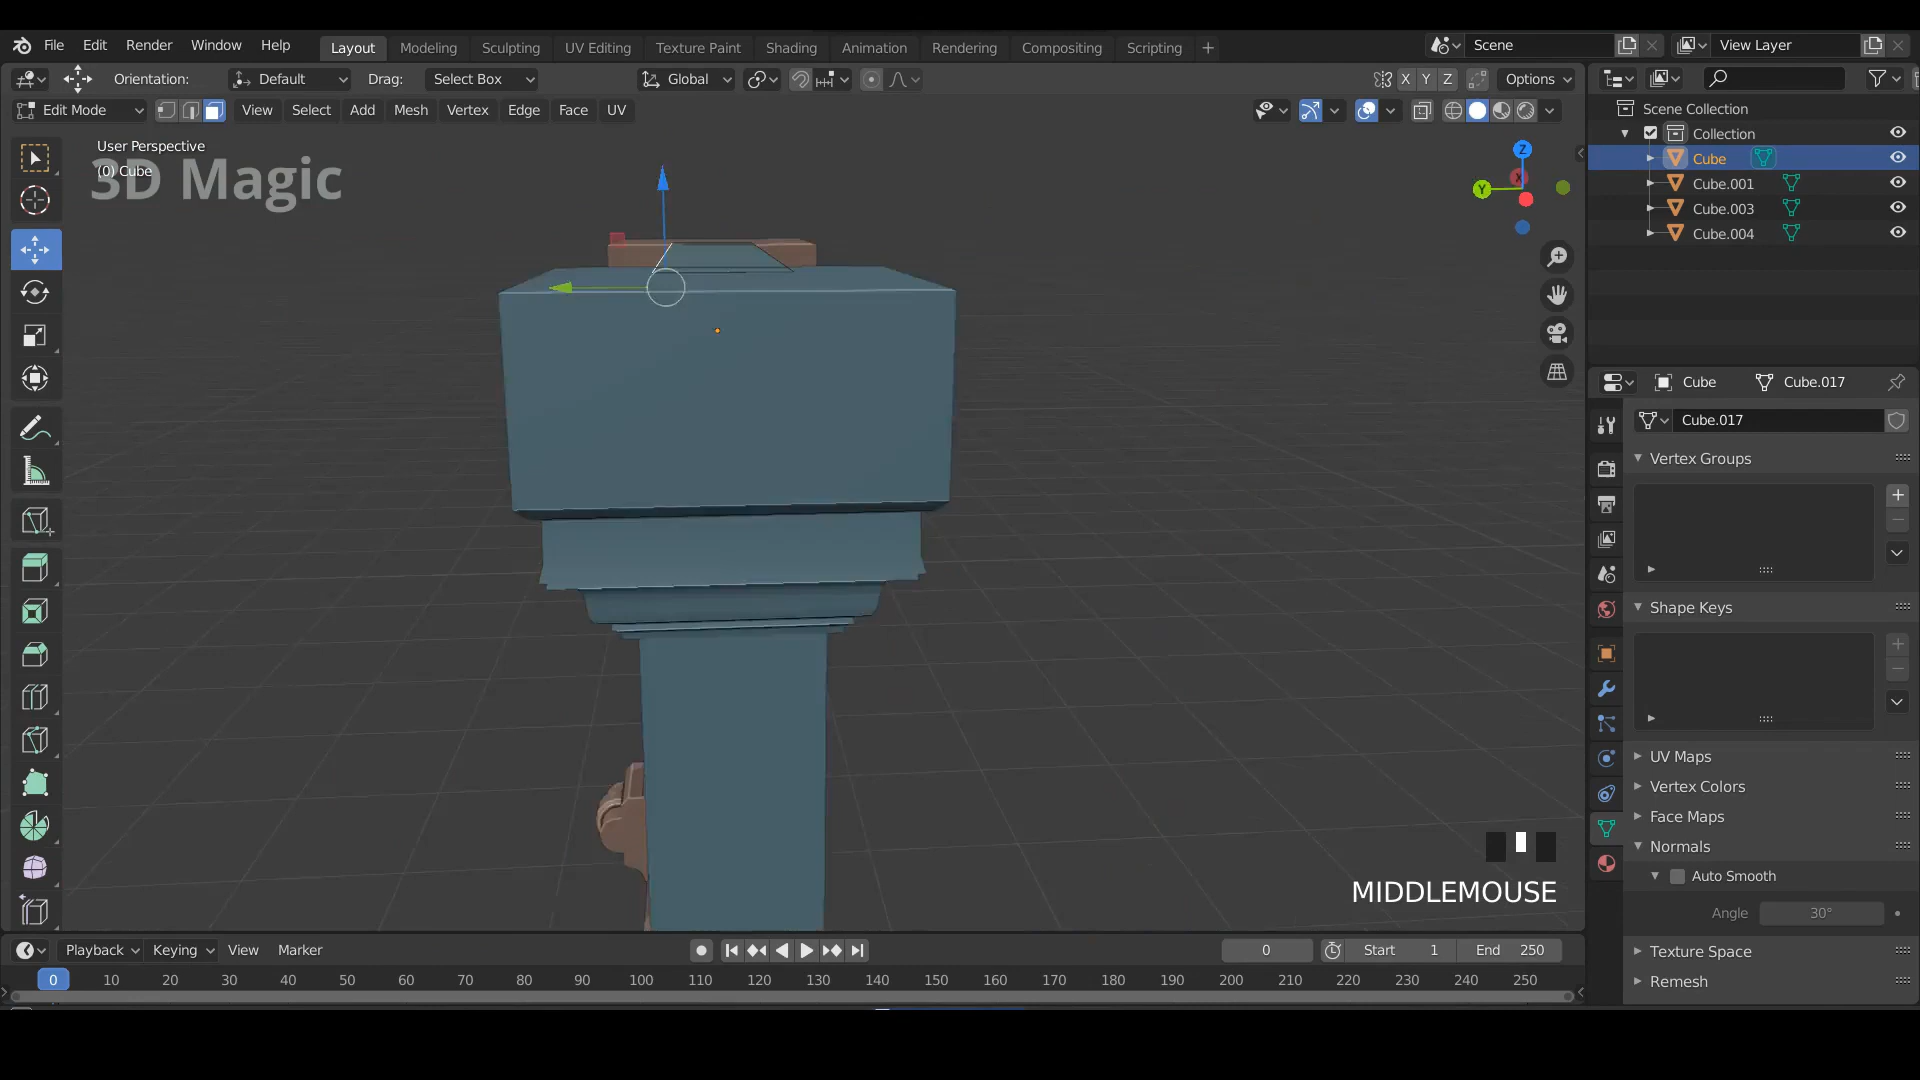 File Edit Render Window Help Layout Modeling Sculpting UV Editing Texture Paint Shading Animation Rendering Compositing Scripting + Scene View Layer
Orientation: Default Drag: Select Box Global X Y Z Options
Edit Mode View Select Add Mesh Vertex Edge Face UV
Scene Collection
Collection
Cube
Cube.001
Cube.003
Cube.004
User Perspective
(0) Cube
3D Magic
Z
Y
X
Cube Cube.017
Cube.017
Vertex Groups
Shape Keys
UV Maps
Vertex Colors
Face Maps
Normals
Auto Smooth
Angle 30°
Texture Space
Remesh
MIDDLEMOUSE
Playback Keying View Marker 0 Start 1 End 250
0 10 20 30 40 50 60 70 80 90 100 110 120 130 140 150 160 170 180 190 200 210 220 230 240 250